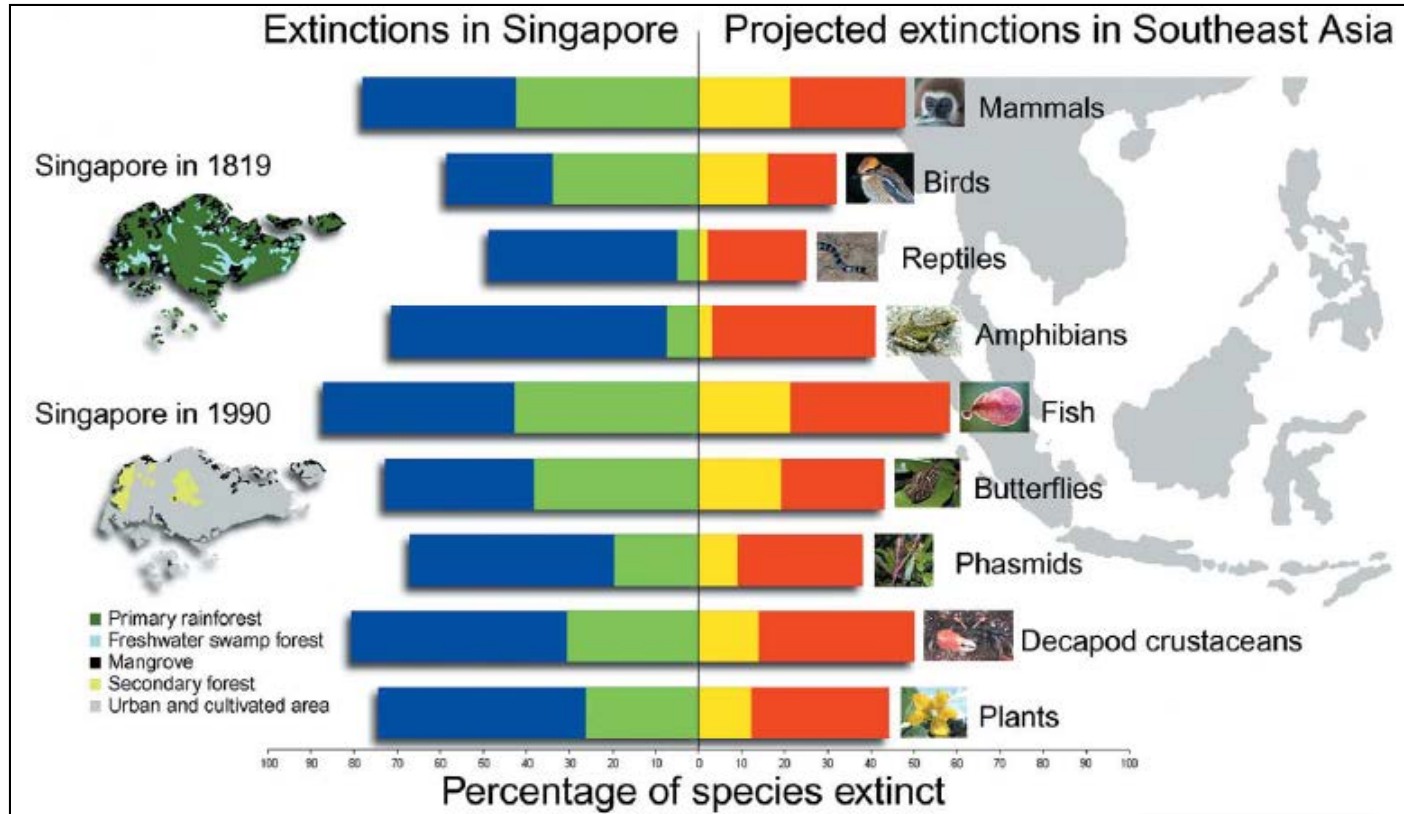 Extinctions in Singapore
Projected extinctions in Southeast Asia
Mammals
Singapore in 1819
Birds
Reptiles
Amphibians
Fish
Singapore in 1990
Butterflies
Phasmids
Primary rainforest
Freshwater swamp forest
Mangrove
Secondary forest
Urban and cultivated area
Decapod crustaceans
Plants
100 90 80 70 60 50 40 30 20 10 0 10 20 30 40 50 60 70 80 90 100
Percentage of species extinct